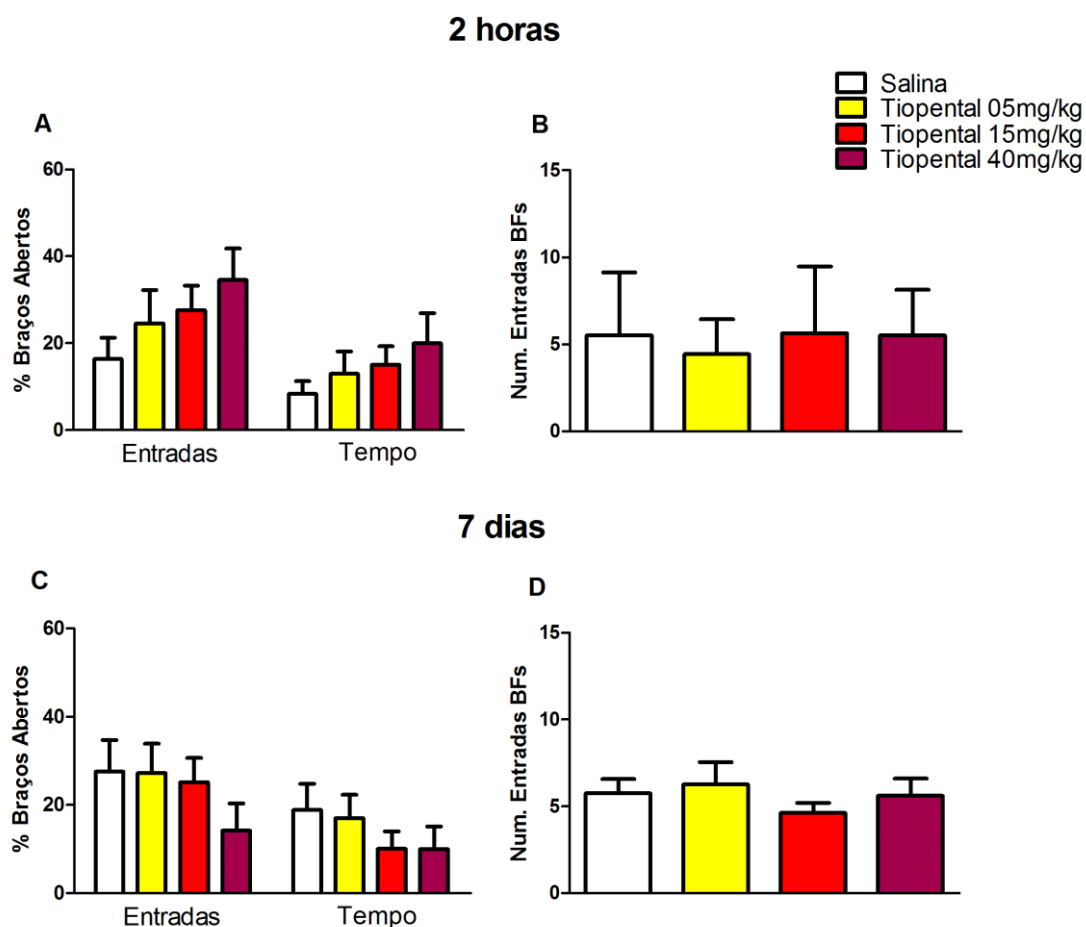 2 horas
Salina
Tiopental 05mg/kg
Tiopental 15mg/kg
Tiopental 40mg/kg
A
% Braços Abertos
60
40
20
0
Entradas
Tempo
B
Num. Entradas BFs
15
10
5
0
7 dias
C
% Braços Abertos
60
40
20
0
Entradas
Tempo
D
Num. Entradas BFs
15
10
5
0